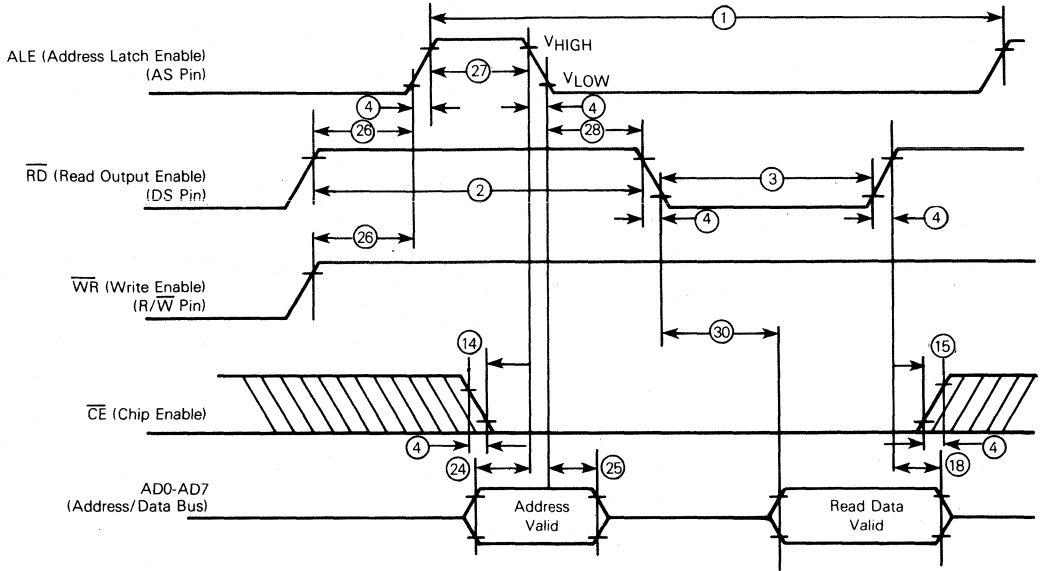 1
ALE (Address Latch Enable)
(AS Pin)
VHIGH
27
VLOW
4
4
26
28
RD (Read Output Enable)
(DS Pin)
2
3
4
4
26
WR (Write Enable)
(R/W Pin)
30
14
15
CE (Chip Enable)
4
4
24
25
18
AD0-AD7
(Address/Data Bus)
Address
Valid
Read Data
Valid